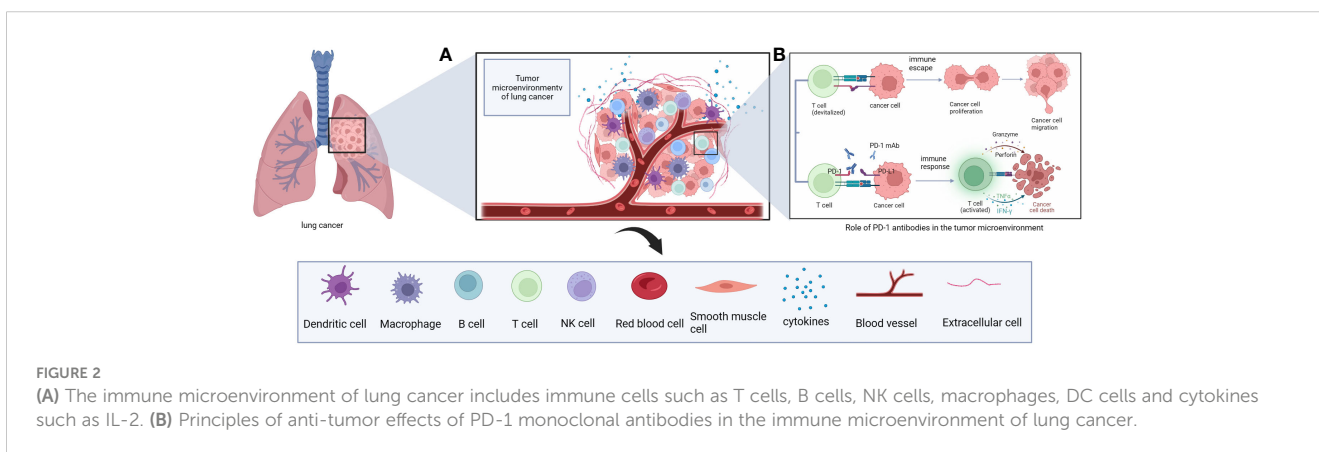 A
B
Tumor
microenvironmentv
of lung cancer
lung cancer
immune
escape
T cell
(devitalized)
cancer cell
Cancer cell
proliferation
Cancer cell
migration
PD-1 mAb
PD-1
PD-L1
immune
response
Granzyme
Perforin
T cell
Cancer cell
T cell
(activated)
TNFα
IFN-γ
Cancer
cell death
Role of PD-1 antibodies in the tumor microenvironment
Dendritic cell
Macrophage
B cell
T cell
NK cell
Red blood cell
Smooth muscle
cell
cytokines
Blood vessel
Extracellular cell
FIGURE 2
(A) The immune microenvironment of lung cancer includes immune cells such as T cells, B cells, NK cells, macrophages, DC cells and cytokines
such as IL-2. (B) Principles of anti-tumor effects of PD-1 monoclonal antibodies in the immune microenvironment of lung cancer.